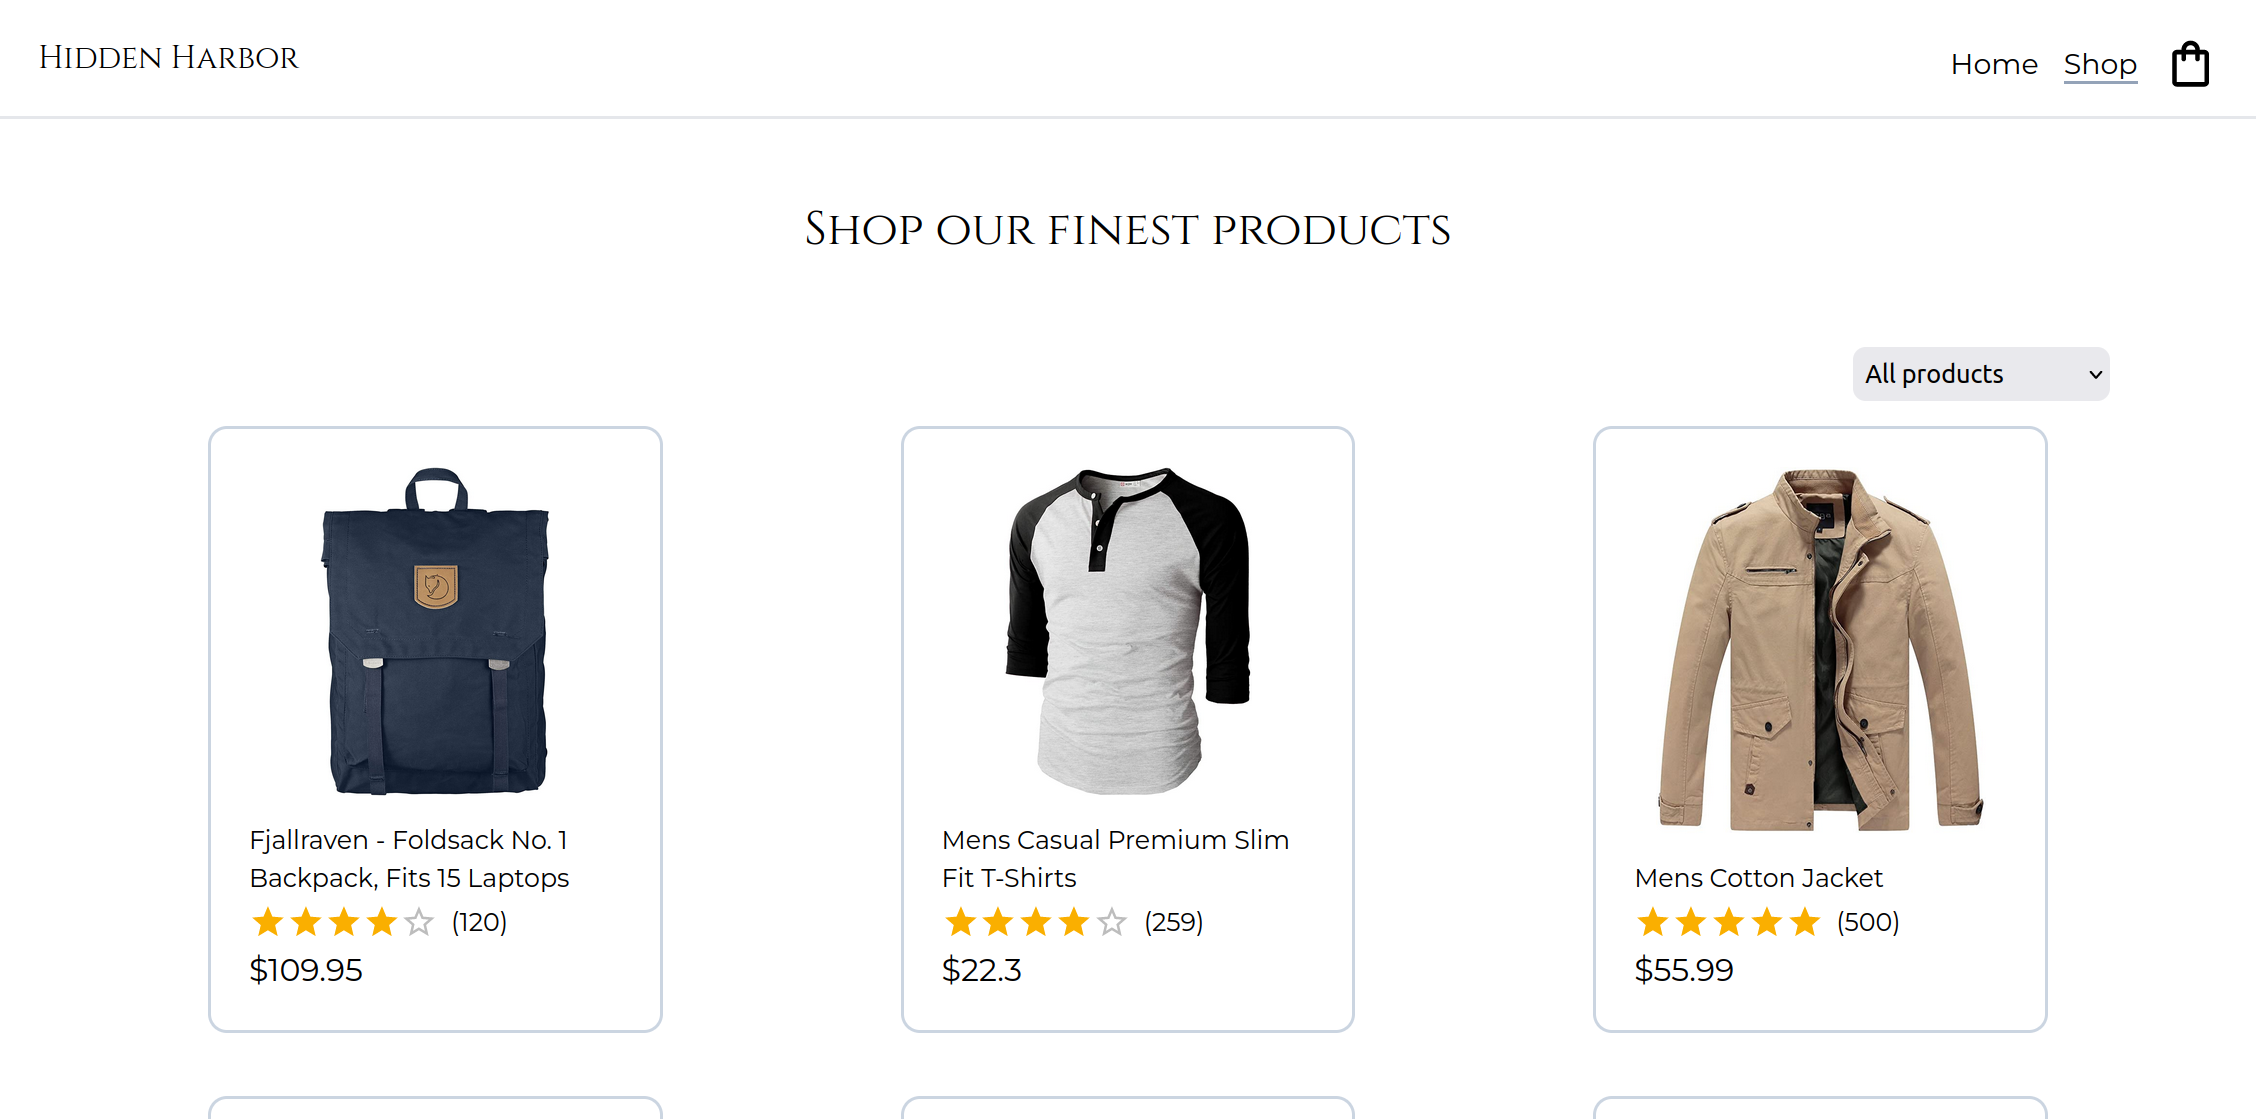 Hidden Harbor
Home
Shop
Shop our finest products
All products
Fjallraven - Foldsack No. 1
Backpack, Fits 15 Laptops
(120)
$109.95
Mens Casual Premium Slim
Fit T-Shirts
(259)
$22.3
Mens Cotton Jacket
(500)
$55.99